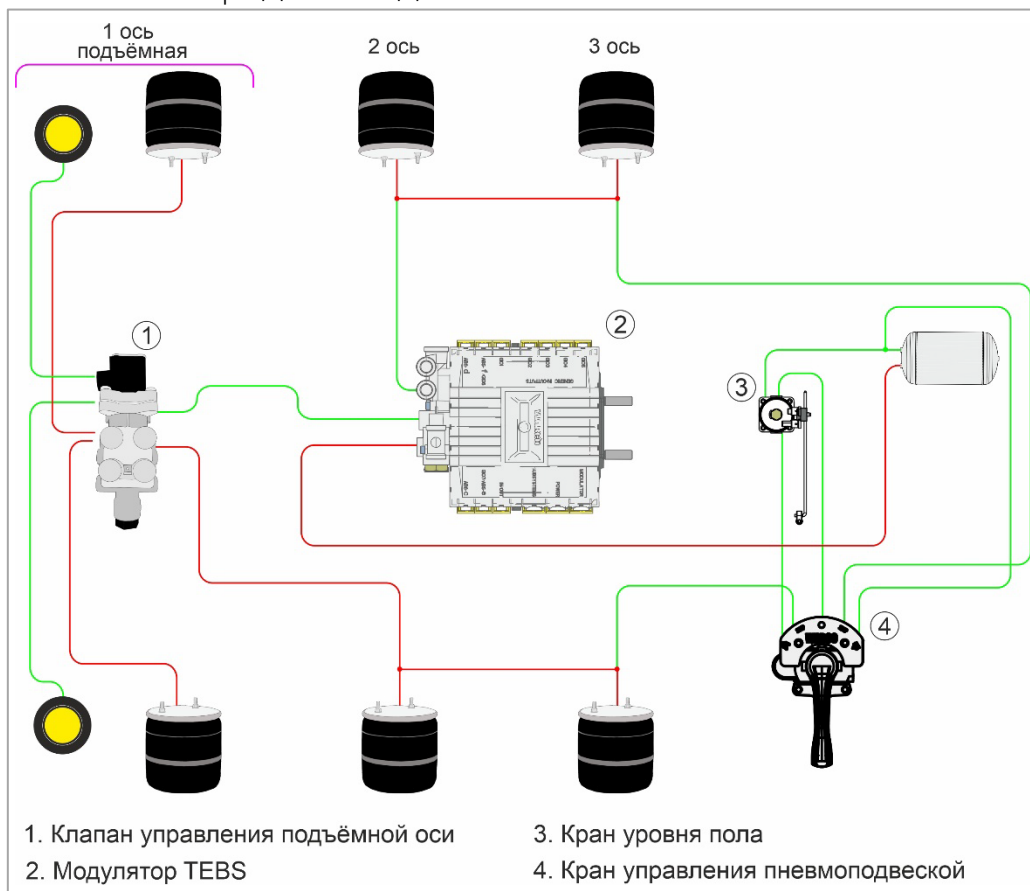 1 ось
подъёмная
2 ось
3 ось
1
2
3
4
1. Клапан управления подъёмной оси
2. Модулятор TEBS
3. Кран уровня пола
4. Кран управления пневмоподвеской